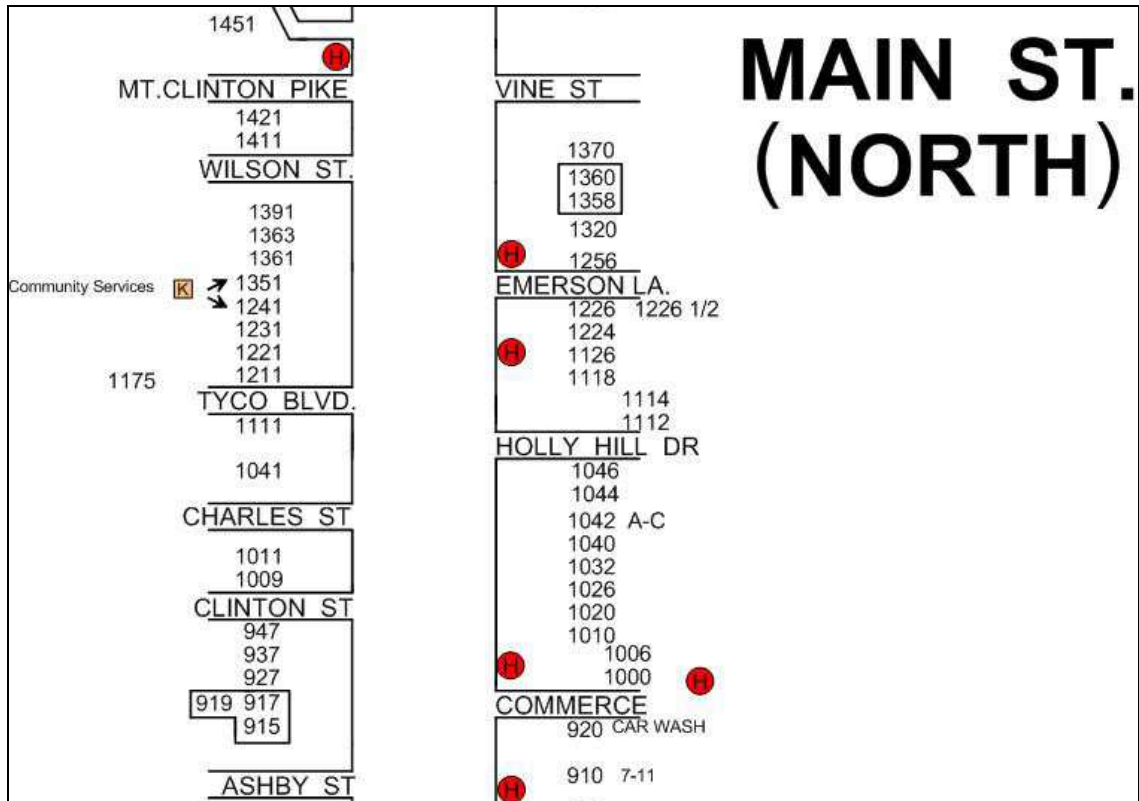 MAIN ST.
(NORTH)
1451
H
MT.CLINTON PIKE
1421
1411
WILSON ST.
1391
1363
1361
Community Services K 1351
1241
1231
1221
1211
1175
TYCO BLVD.
1111
1041
CHARLES ST
1011
1009
CLINTON ST
947
937
927
919 917
915
ASHBY ST
VINE ST
1370
1360
1358
1320
H
1256
EMERSON LA.
1226 1226 1/2
1224
H 1126
1118
1114
1112
HOLLY HILL DR
1046
1044
1042 A-C
1040
1032
1026
1020
1010
1006
H
1000 H
COMMERCE
920 CAR WASH
910 7-11
H